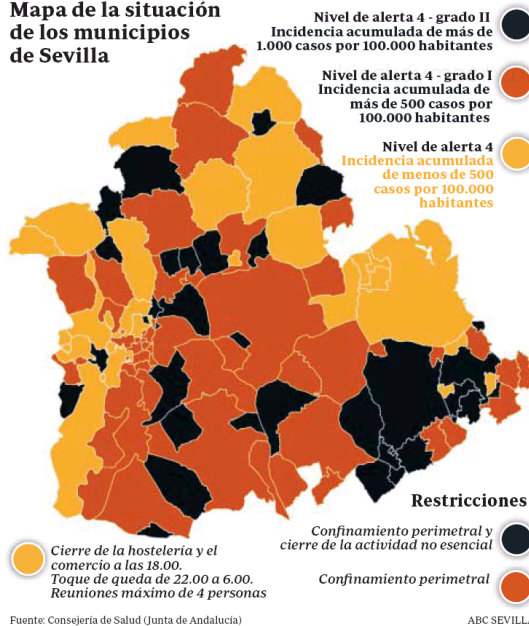 Mapa de la situación
de los municipios
de Sevilla
Nivel de alerta 4 - grado II
Incidencia acumulada de más de
1.000 casos por 100.000 habitantes
Nivel de alerta 4 - grado I
Incidencia acumulada de
más de 500 casos por
100.000 habitantes
Nivel de alerta 4
Incidencia acumulada
de menos de 500
casos por 100.000
habitantes
Restricciones
Confinamiento perimetral y
cierre de la actividad no esencial
Confinamiento perimetral
Cierre de la hostelería y el
comercio a las 18.00.
Toque de queda de 22.00 a 6.00.
Reuniones máximo de 4 personas
Fuente: Consejería de Salud (Junta de Andalucía)
ABC SEVILL